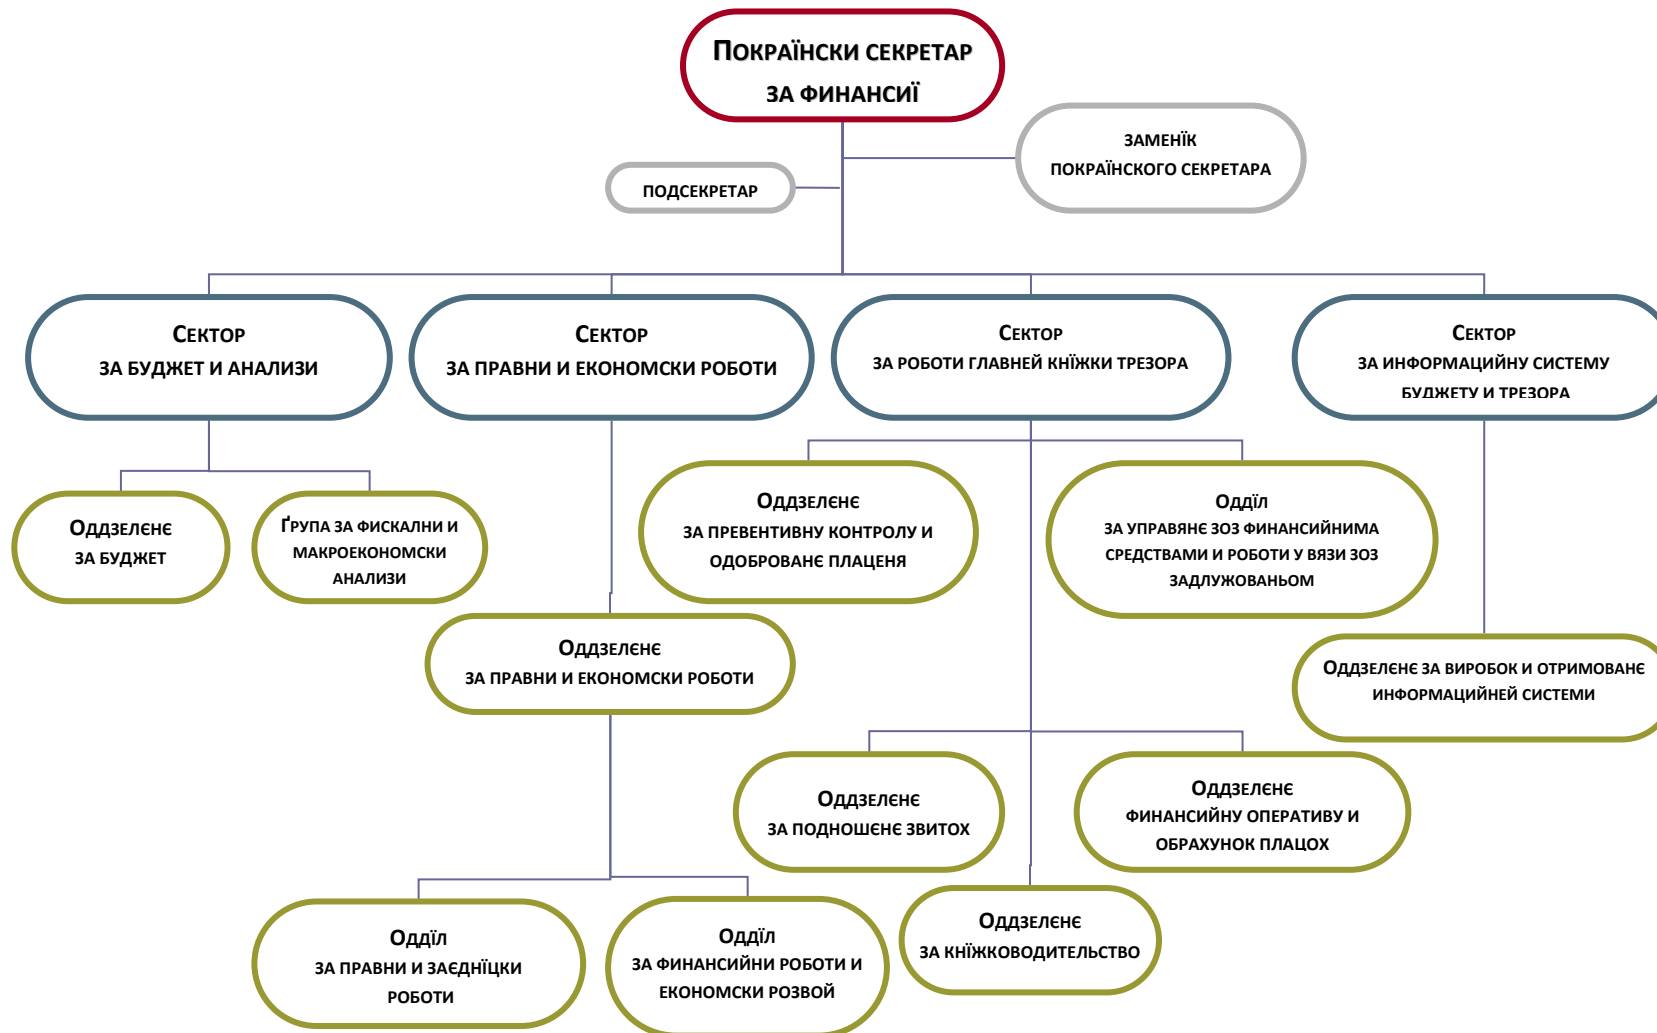 ПОКРАЇНСКИ СЕКРЕТАР
ЗА ФИНАНСИЇ
ЗАМЕНЇК
ПОКРАЇНСКОГО СЕКРЕТАРА
ПОДСЕКРЕТАР
СЕКТОР
ЗА БУДЖЕТ И АНАЛИЗИ
СЕКТОР
ЗА ПРАВНИ И ЕКОНОМСКИ РОБОТИ
СЕКТОР
ЗА РОБОТИ ГЛАВНЕЙ КНЇЖКИ ТРЕЗОРА
СЕКТОР
ЗА ИНФОРМАЦИЙНУ СИСТЕМУ
БУДЖЕТУ И ТРЕЗОРА
ОДДЗЕЛЄНЄ
ЗА БУДЖЕТ
ҐРУПА ЗА ФИСКАЛНИ И
МАКРОЕКОНОМСКИ
АНАЛИЗИ
ОДДЗЕЛЄНЄ
ЗА ПРЕВЕНТИВНУ КОНТРОЛУ И
ОДОБРОВАНЄ ПЛАЦЕНЯ
ОДДЇЛ
ЗА УПРАВЯНЄ ЗОЗ ФИНАНСИЙНИМА
СРЕДСТВАМИ И РОБОТИ У ВЯЗИ ЗОЗ
ЗАДЛУЖОВАНЬОМ
ОДДЗЕЛЄНЄ
ЗА ПРАВНИ И ЕКОНОМСКИ РОБОТИ
ОДДЗЕЛЄНЄ ЗА ВИРОБОК И ОТРИМОВАНЄ
ИНФОРМАЦИЙНЕЙ СИСТЕМИ
ОДДЗЕЛЄНЄ
ЗА ПОДНОШЕНЄ ЗВИТОХ
ОДДЗЕЛЄНЄ
ФИНАНСИЙНУ ОПЕРАТИВУ И
ОБРАХУНОК ПЛАЦОХ
ОДДЇЛ
ЗА ПРАВНИ И ЗАЄДНЇЦКИ
РОБОТИ
ОДДЇЛ
ЗА ФИНАНСИЙНИ РОБОТИ И
ЕКОНОМСКИ РОЗВОЙ
ОДДЗЕЛЄНЄ
ЗА КНЇЖКОВОДИТЕЛЬСТВО